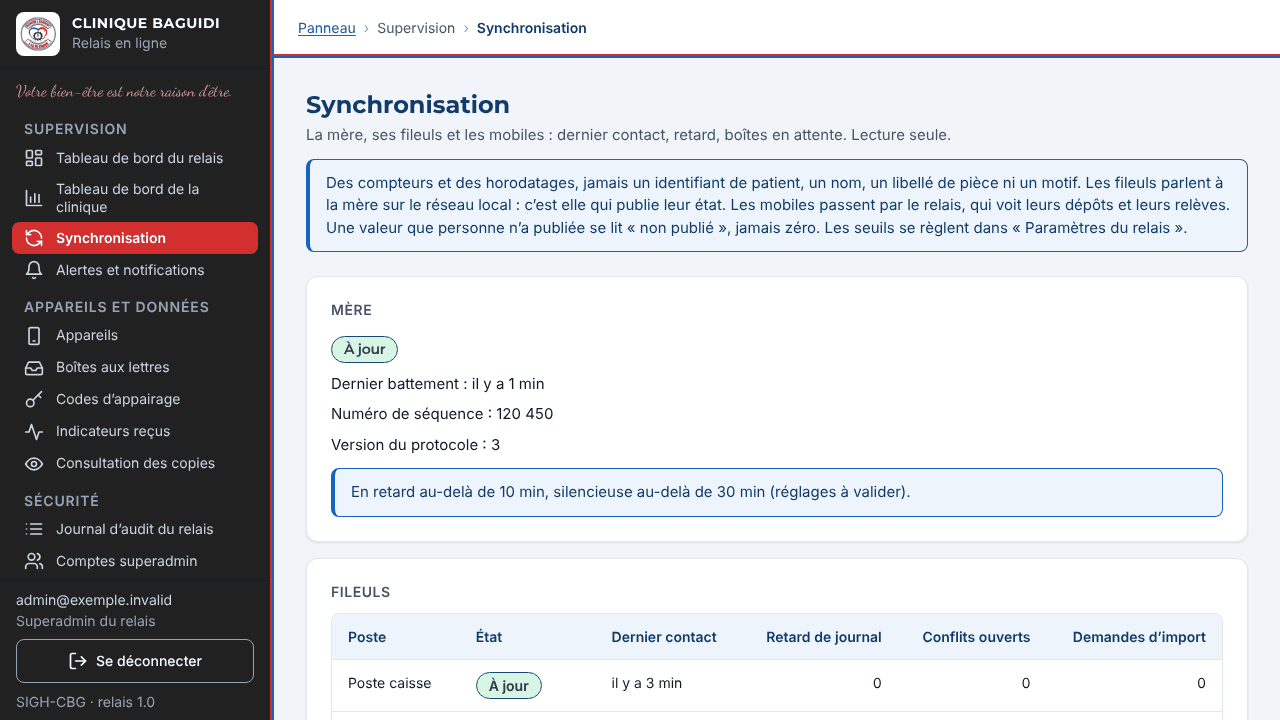 CLINIQUE BAGUIDI
Relais en ligne
Votre bien-être est notre raison d'être.
SUPERVISION
Tableau de bord du relais
Tableau de bord de la
clinique
Synchronisation
Alertes et notifications
APPAREILS ET DONNÉES
Appareils
Boîtes aux lettres
Codes d’appairage
Indicateurs reçus
Consultation des copies
SÉCURITÉ
Journal d’audit du relais
Comptes superadmin
admin@exemple.invalid
Superadmin du relais
Se déconnecter
SIGH-CBG · relais 1.0
Panneau › Supervision › Synchronisation
Synchronisation
La mère, ses fileuls et les mobiles : dernier contact, retard, boîtes en attente. Lecture seule.
Des compteurs et des horodatages, jamais un identifiant de patient, un nom, un libellé de pièce ni un motif. Les fileuls parlent à
la mère sur le réseau local : c’est elle qui publie leur état. Les mobiles passent par le relais, qui voit leurs dépôts et leurs relèves.
Une valeur que personne n’a publiée se lit « non publié », jamais zéro. Les seuils se règlent dans « Paramètres du relais ».
MÈRE
À jour
Dernier battement : il y a 1 min
Numéro de séquence : 120 450
Version du protocole : 3
En retard au-delà de 10 min, silencieuse au-delà de 30 min (réglages à valider).
FILEULS
Poste État Dernier contact Retard de journal Conflits ouverts Demandes d’import
Poste caisse À jour il y a 3 min 0 0 0